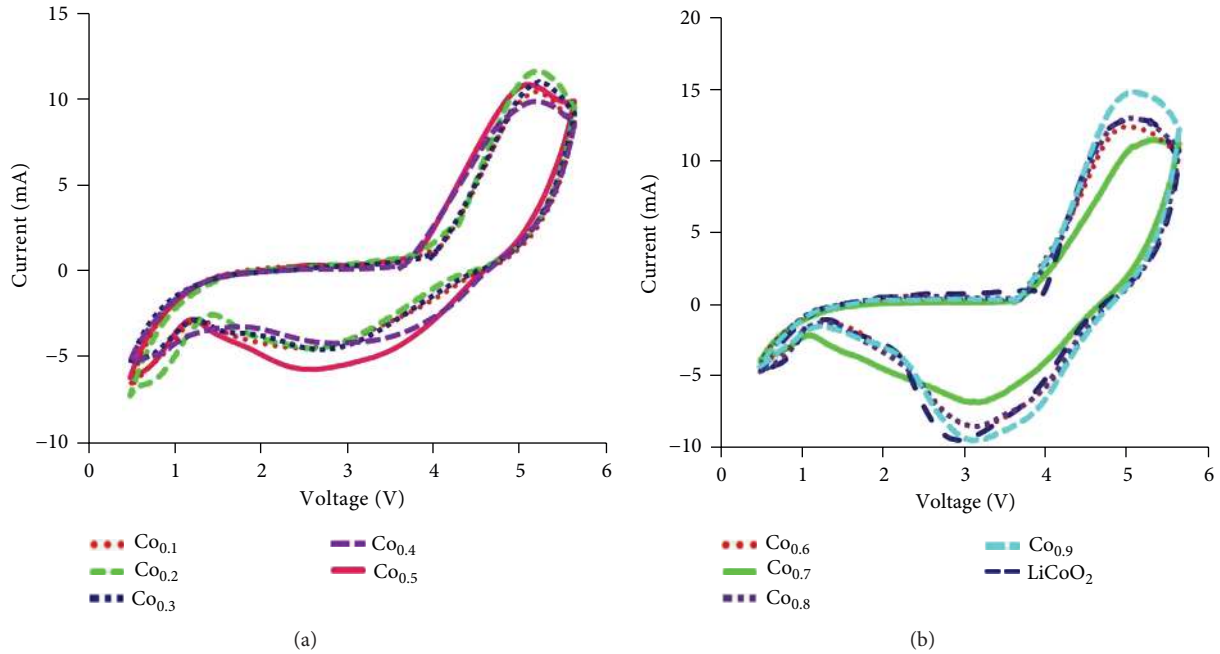 15
10
5
0
−5
−10
Current (mA)
0 1 2 3 4 5 6
Voltage (V)
Co0.1
Co0.2
Co0.3
Co0.4
Co0.5
(a)
20
15
10
5
0
−5
−10
Current (mA)
0 1 2 3 4 5 6
Voltage (V)
Co0.6
Co0.7
Co0.8
Co0.9
LiCoO2
(b)